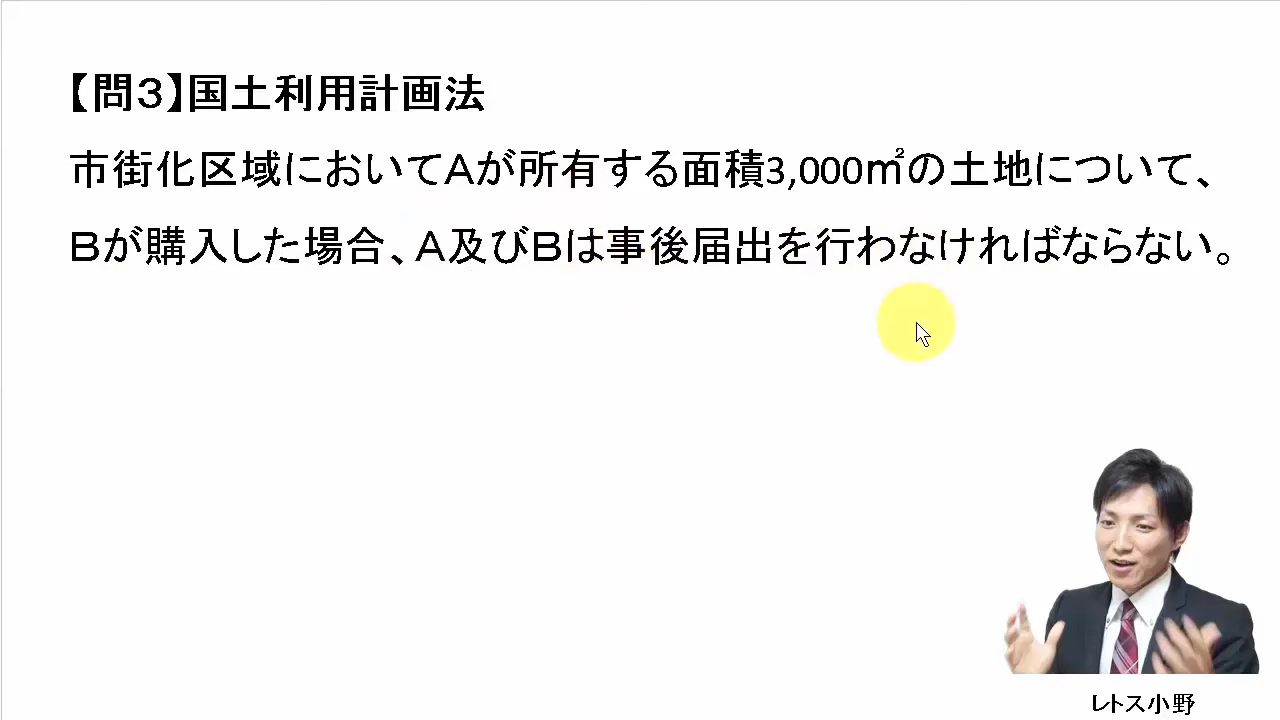 【問３】国土利用計画法
市街化区域においてＡが所有する面積3,000㎡の土地について、
Ｂが購入した場合、Ａ及びＢは事後届出を行わなければならない。
レトス小野